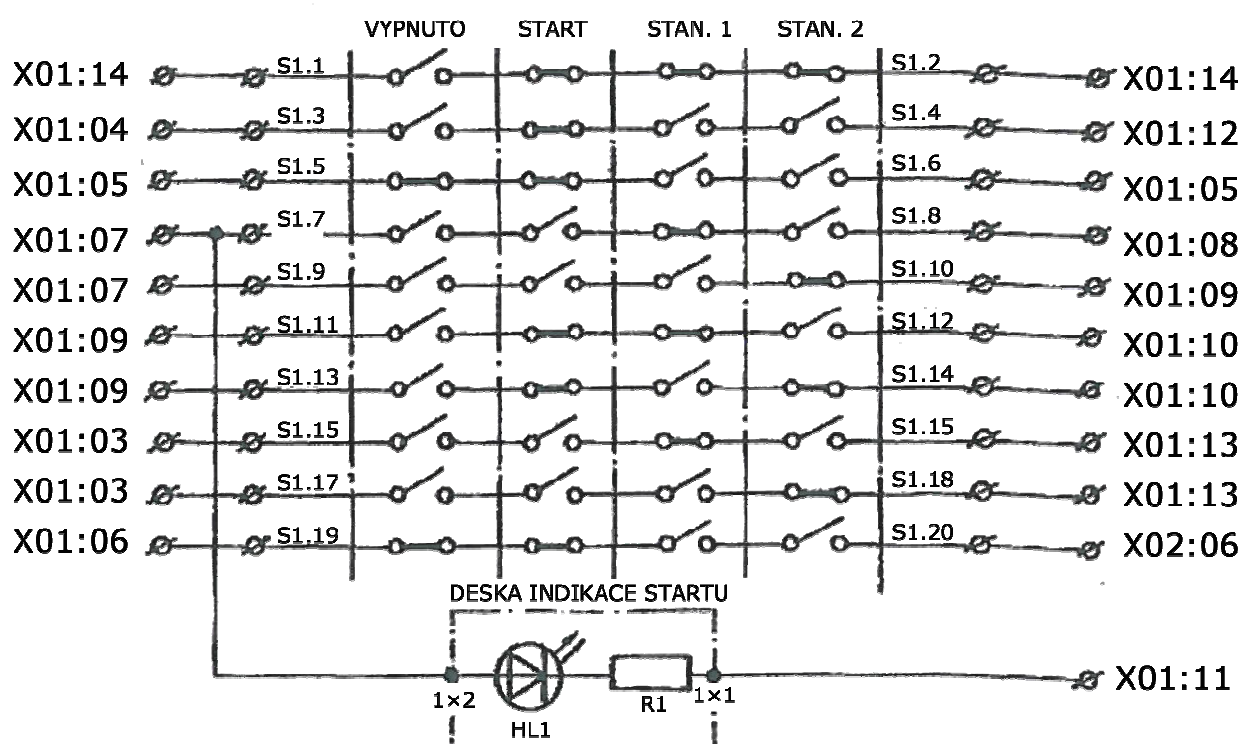 VYPNUTO START STAN. 1 STAN. 2
X01:14 S1.1 S1.2 X01:14
X01:04 S1.3 S1.4 X01:12
X01:05 S1.5 S1.6 X01:05
X01:07 S1.7 S1.8 X01:08
X01:07 S1.9 S1.10 X01:09
X01:09 S1.11 S1.12 X01:10
X01:09 S1.13 S1.14 X01:10
X01:03 S1.15 S1.15 X01:13
X01:03 S1.17 S1.18 X01:13
X01:06 S1.19 S1.20 X02:06
DESKA INDIKACE STARTU
1×2 HL1 R1 1×1 X01:11